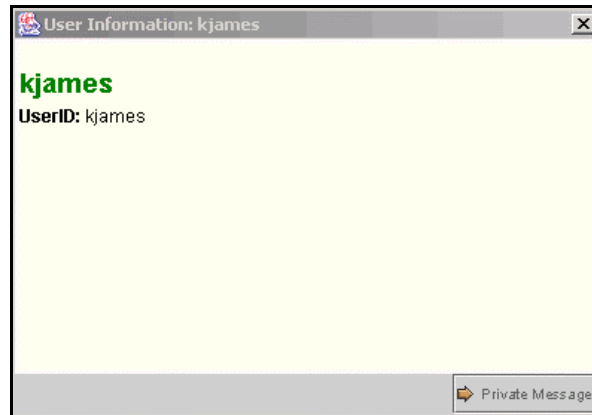 User Information: kjames
kjames
UserID: kjames
Private Message